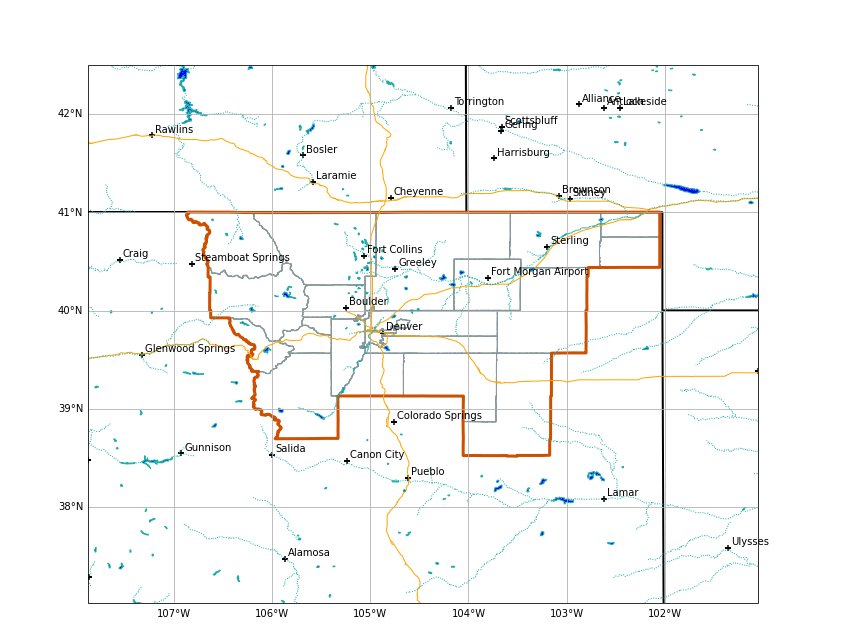 42°N
41°N
40°N
39°N
38°N
107°W
106°W
105°W
104°W
103°W
102°W
Torrington
Alliance
Antioch
Lakeside
Scottsbluff
Gering
Rawlins
Bosler
Harrisburg
Laramie
Cheyenne
Brownson
Sidney
Craig
Steamboat Springs
Fort Collins
Greeley
Sterling
Fort Morgan Airport
Boulder
Denver
Glenwood Springs
Colorado Springs
Gunnison
Salida
Canon City
Pueblo
Lamar
Alamosa
Ulysses